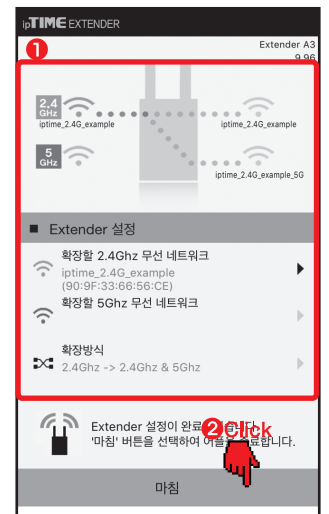 ipTIME EXTENDER
1
Extender A3
9.96
2.4 GHz
iptime_2.4G_example
iptime_2.4G_example
5 GHz
iptime_2.4G_example_5G
■ Extender 설정
확장할 2.4Ghz 무선 네트워크
iptime_2.4G_example
(90:9F:33:66:56:CE)
확장할 5Ghz 무선 네트워크
확장방식
2.4Ghz -> 2.4Ghz & 5Ghz
2 Click
Extender 설정이
'마침' 버튼을 선택하여
마침